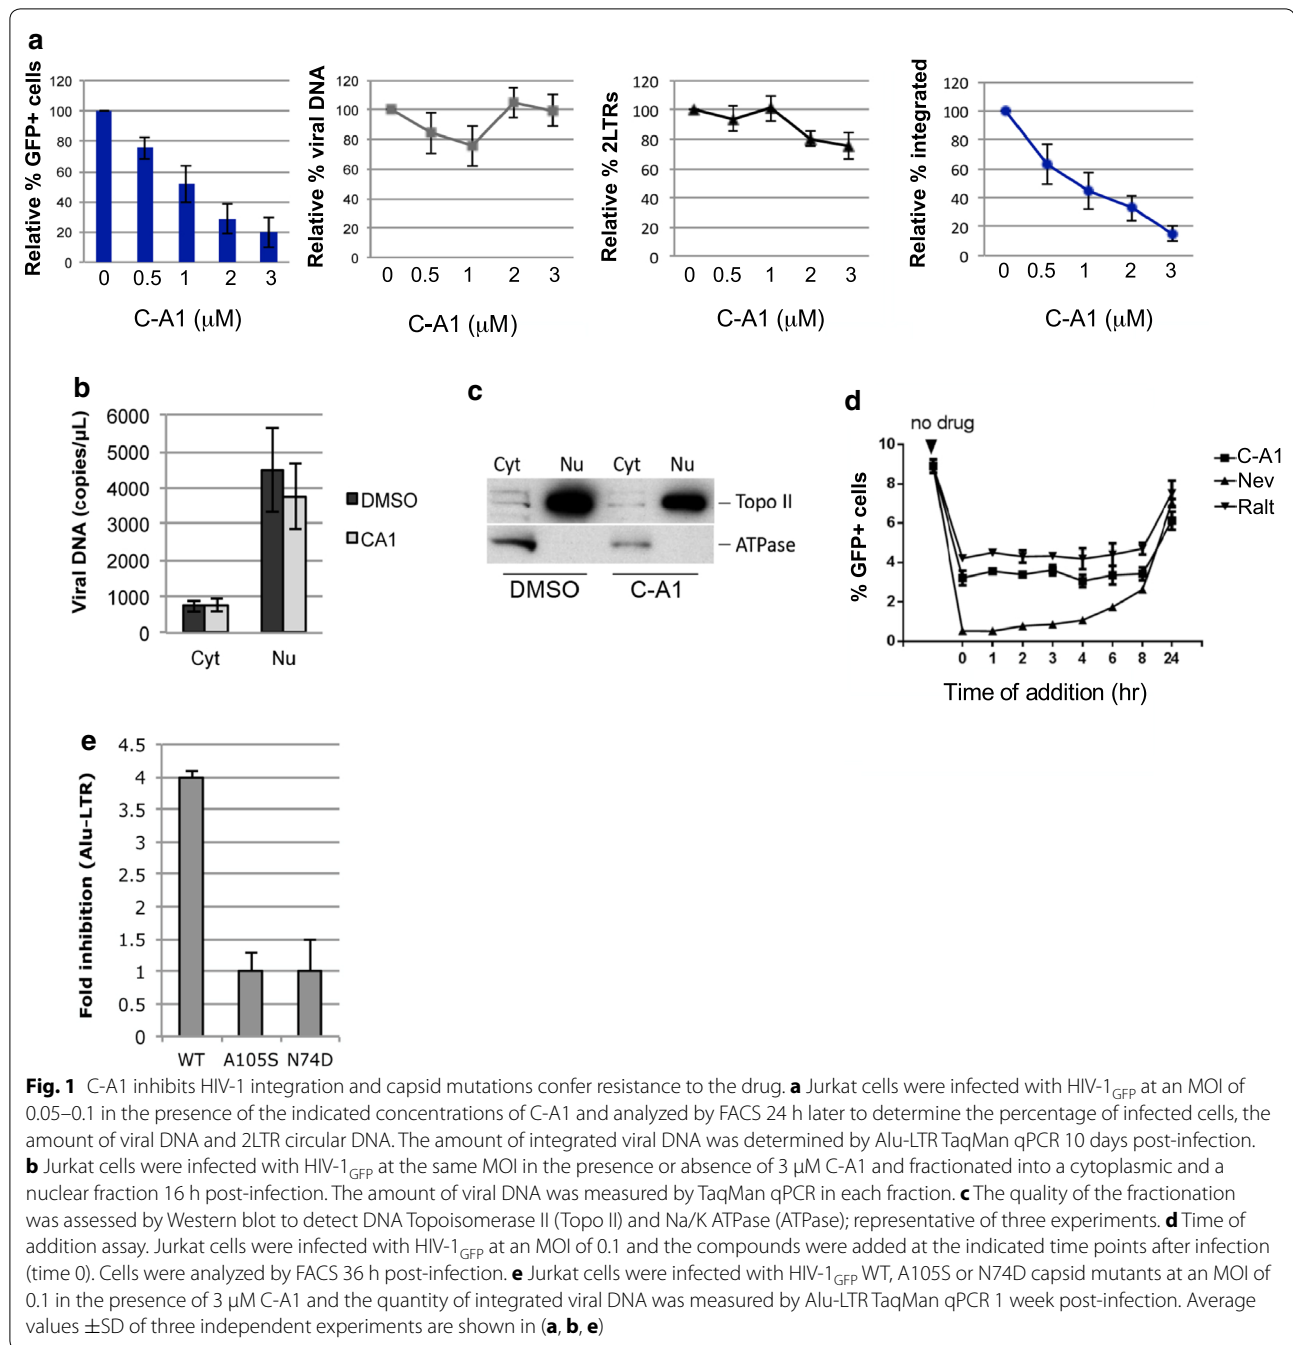 a
Relative % GFP+ cells
120
100
80
60
40
20
0
0 0.5 1 2 3
C-A1 (μM)
Relative % viral DNA
120
100
80
60
40
20
0
0 0.5 1 2 3
C-A1 (μM)
Relative % 2LTRs
120
100
80
60
40
20
0
0 0.5 1 2 3
C-A1 (μM)
Relative % integrated
120
100
80
60
40
20
0
0 0.5 1 2 3
C-A1 (μM)
b
Viral DNA (copies/μL)
6000
5000
4000
3000
2000
1000
0
Cyt Nu
DMSO
CA1
c
Cyt Nu Cyt Nu
Topo II
ATPase
DMSO C-A1
d
no drug
% GFP+ cells
10
8
6
4
2
0
0 1 2 3 4 6 8 24
Time of addition (hr)
C-A1
Nev
Ralt
e
Fold inhibition (Alu-LTR)
4.5
4
3.5
3
2.5
2
1.5
1
0.5
0
WT A105S N74D
Fig. 1 C-A1 inhibits HIV-1 integration and capsid mutations confer resistance to the drug. a Jurkat cells were infected with HIV-1GFP at an MOI of
0.05–0.1 in the presence of the indicated concentrations of C-A1 and analyzed by FACS 24 h later to determine the percentage of infected cells, the
amount of viral DNA and 2LTR circular DNA. The amount of integrated viral DNA was determined by Alu-LTR TaqMan qPCR 10 days post-infection.
b Jurkat cells were infected with HIV-1GFP at the same MOI in the presence or absence of 3 μM C-A1 and fractionated into a cytoplasmic and a
nuclear fraction 16 h post-infection. The amount of viral DNA was measured by TaqMan qPCR in each fraction. c The quality of the fractionation
was assessed by Western blot to detect DNA Topoisomerase II (Topo II) and Na/K ATPase (ATPase); representative of three experiments. d Time of
addition assay. Jurkat cells were infected with HIV-1GFP at an MOI of 0.1 and the compounds were added at the indicated time points after infection
(time 0). Cells were analyzed by FACS 36 h post-infection. e Jurkat cells were infected with HIV-1GFP WT, A105S or N74D capsid mutants at an MOI of
0.1 in the presence of 3 μM C-A1 and the quantity of integrated viral DNA was measured by Alu-LTR TaqMan qPCR 1 week post-infection. Average
values ±SD of three independent experiments are shown in (a, b, e)